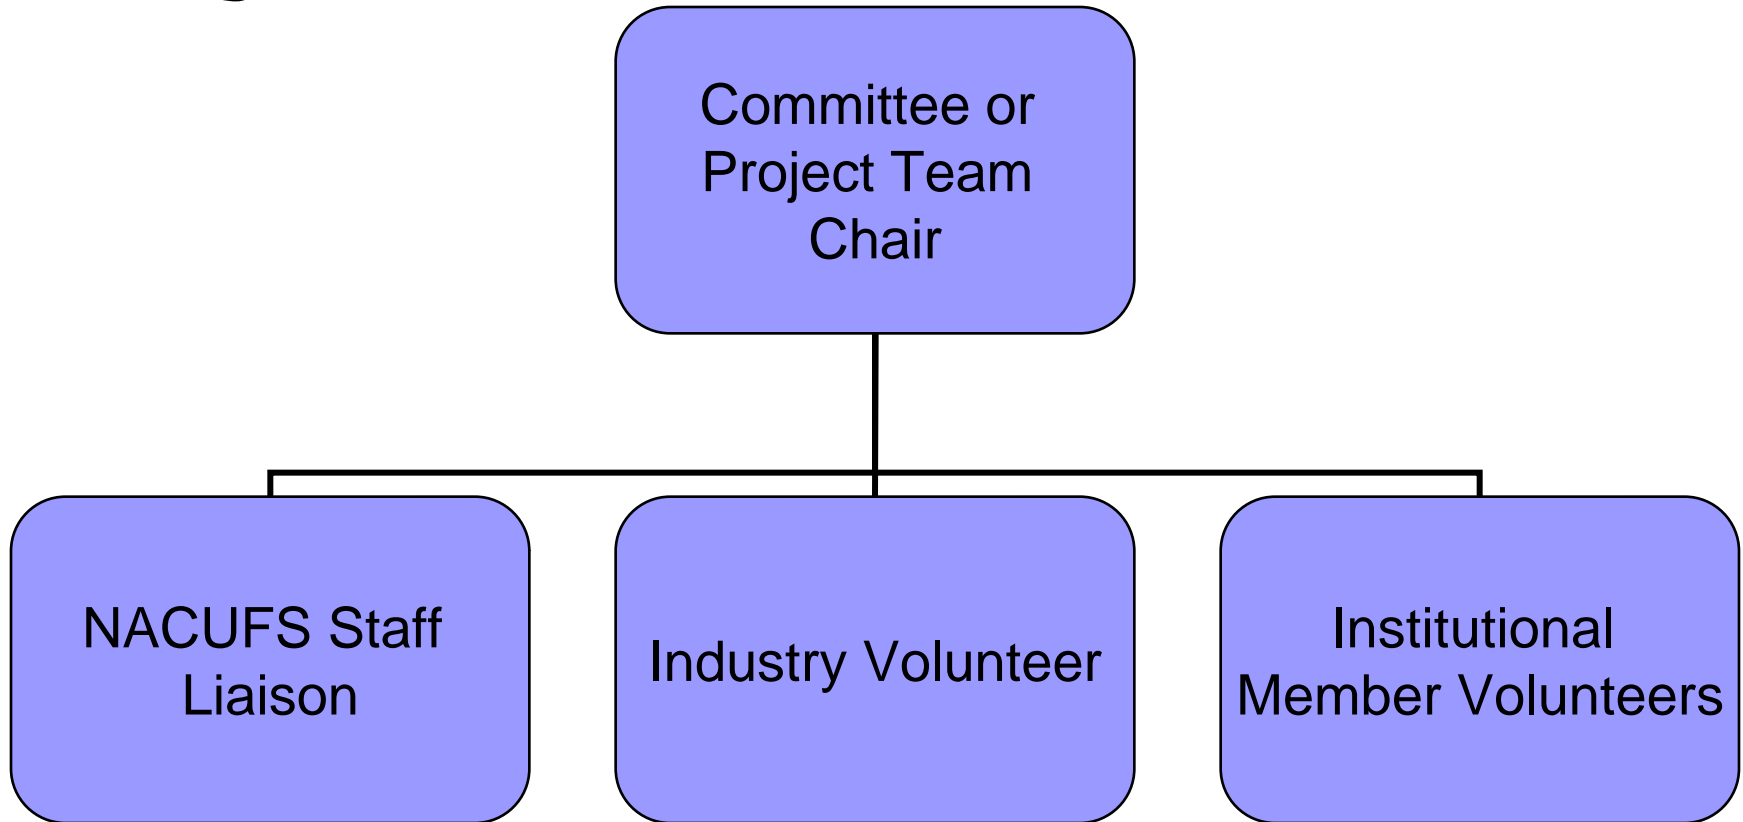 Committee or
Project Team
Chair
NACUFS Staff
Liaison
Industry Volunteer
Institutional
Member Volunteers